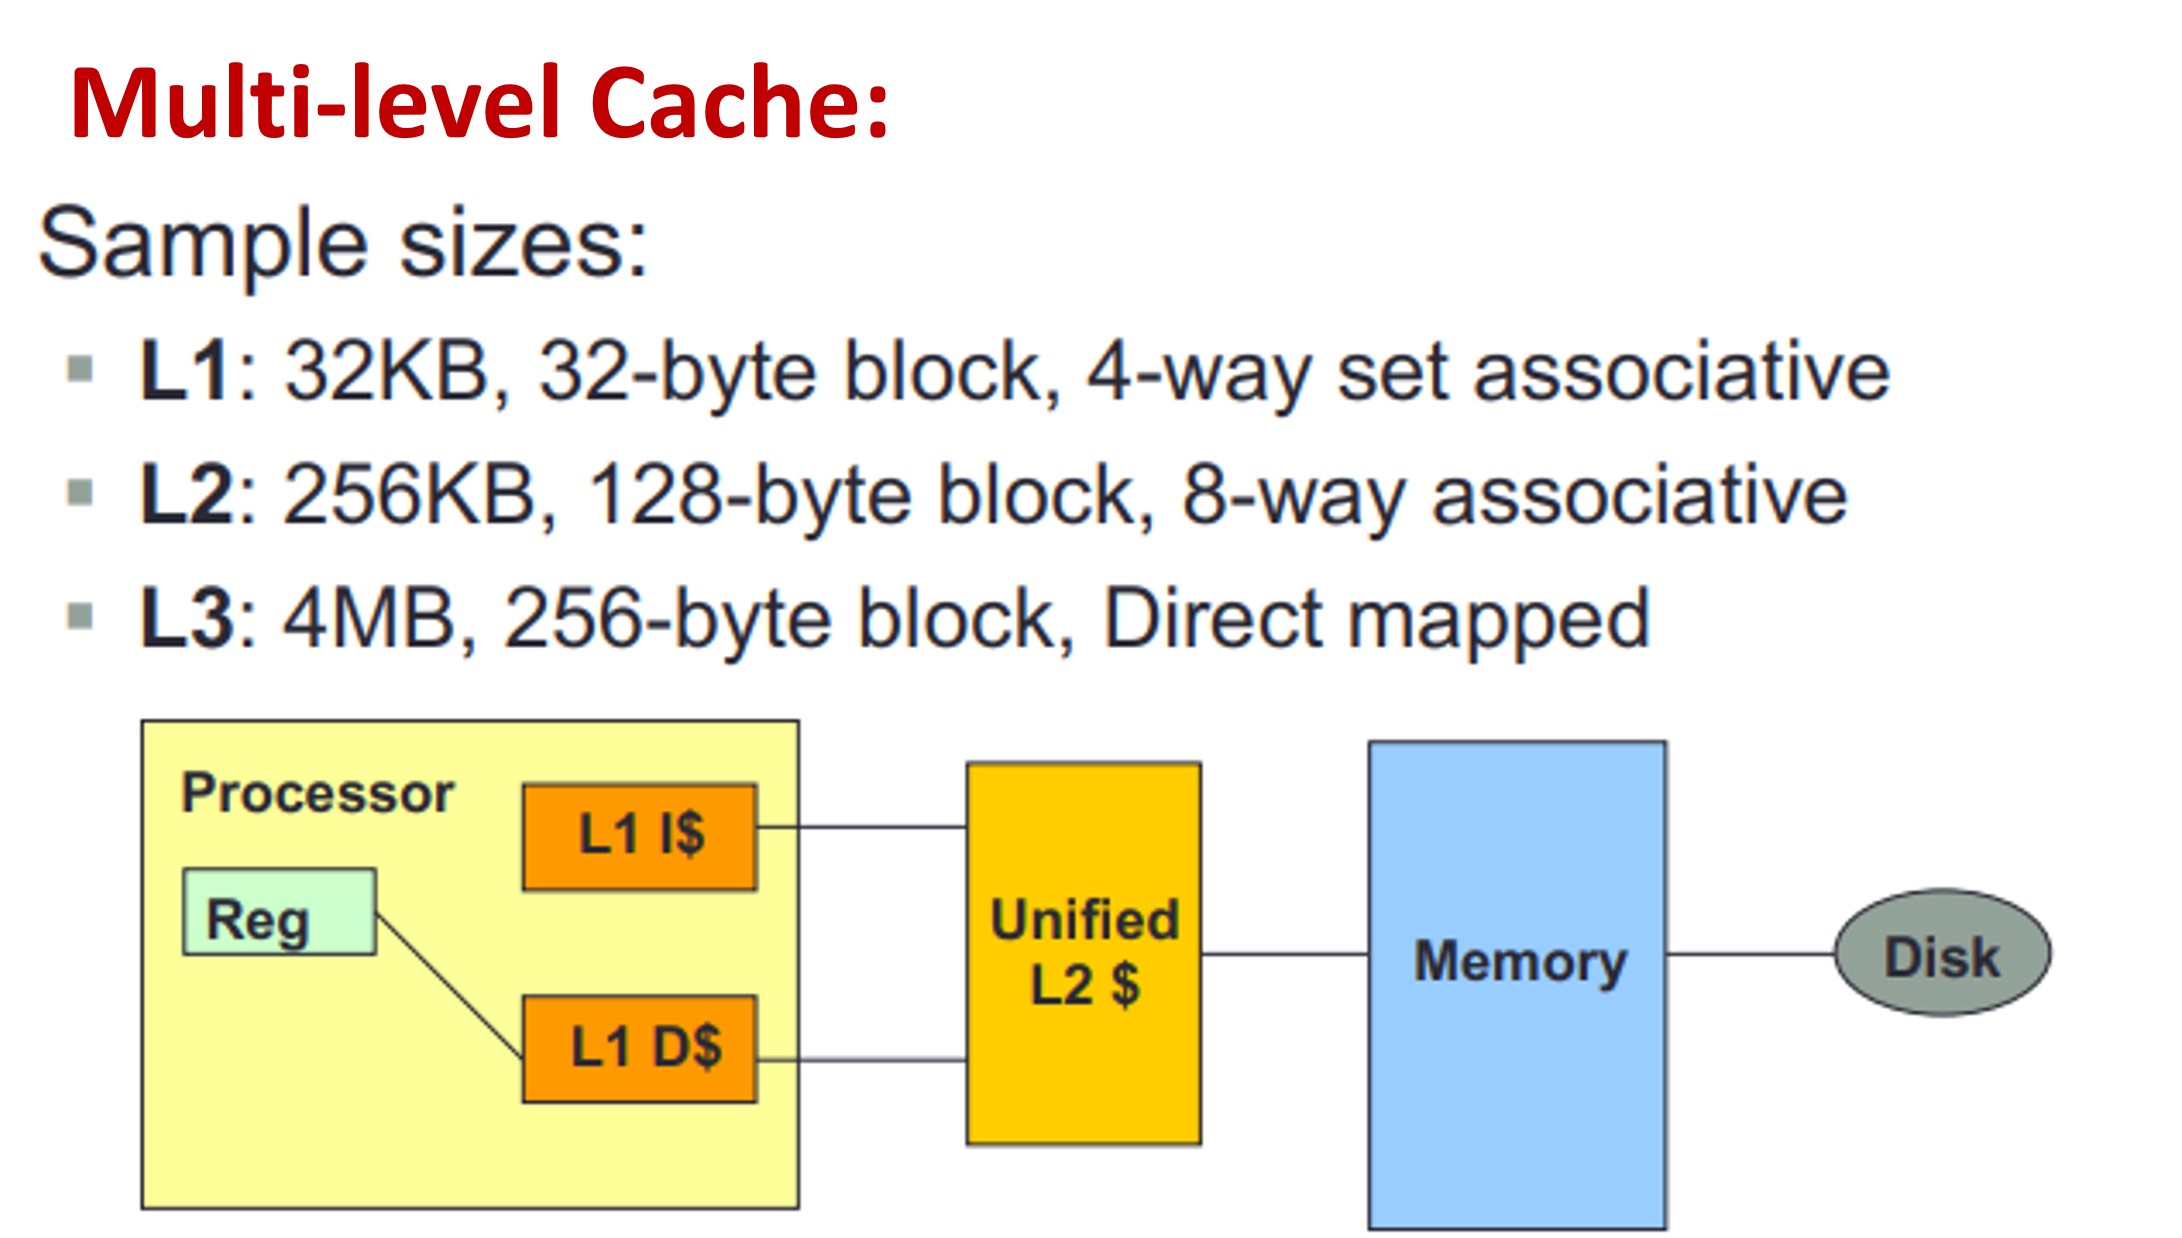 Multi-level Cache:
Sample sizes:
L1: 32KB, 32-byte block, 4-way set associative
L2: 256KB, 128-byte block, 8-way associative
L3: 4MB, 256-byte block, Direct mapped
Processor
L1 I$
Reg
L1 D$
Unified
L2 $
Memory
Disk